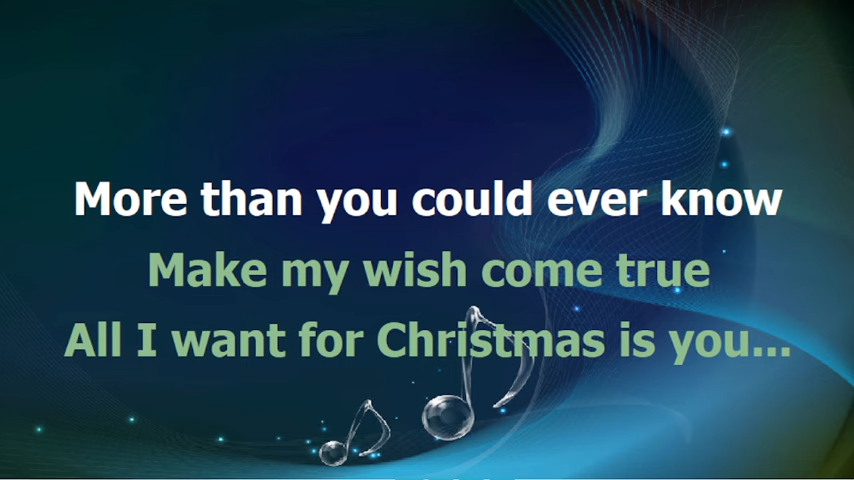 More than you could ever know
Make my wish come true
All I want for Christmas is you...